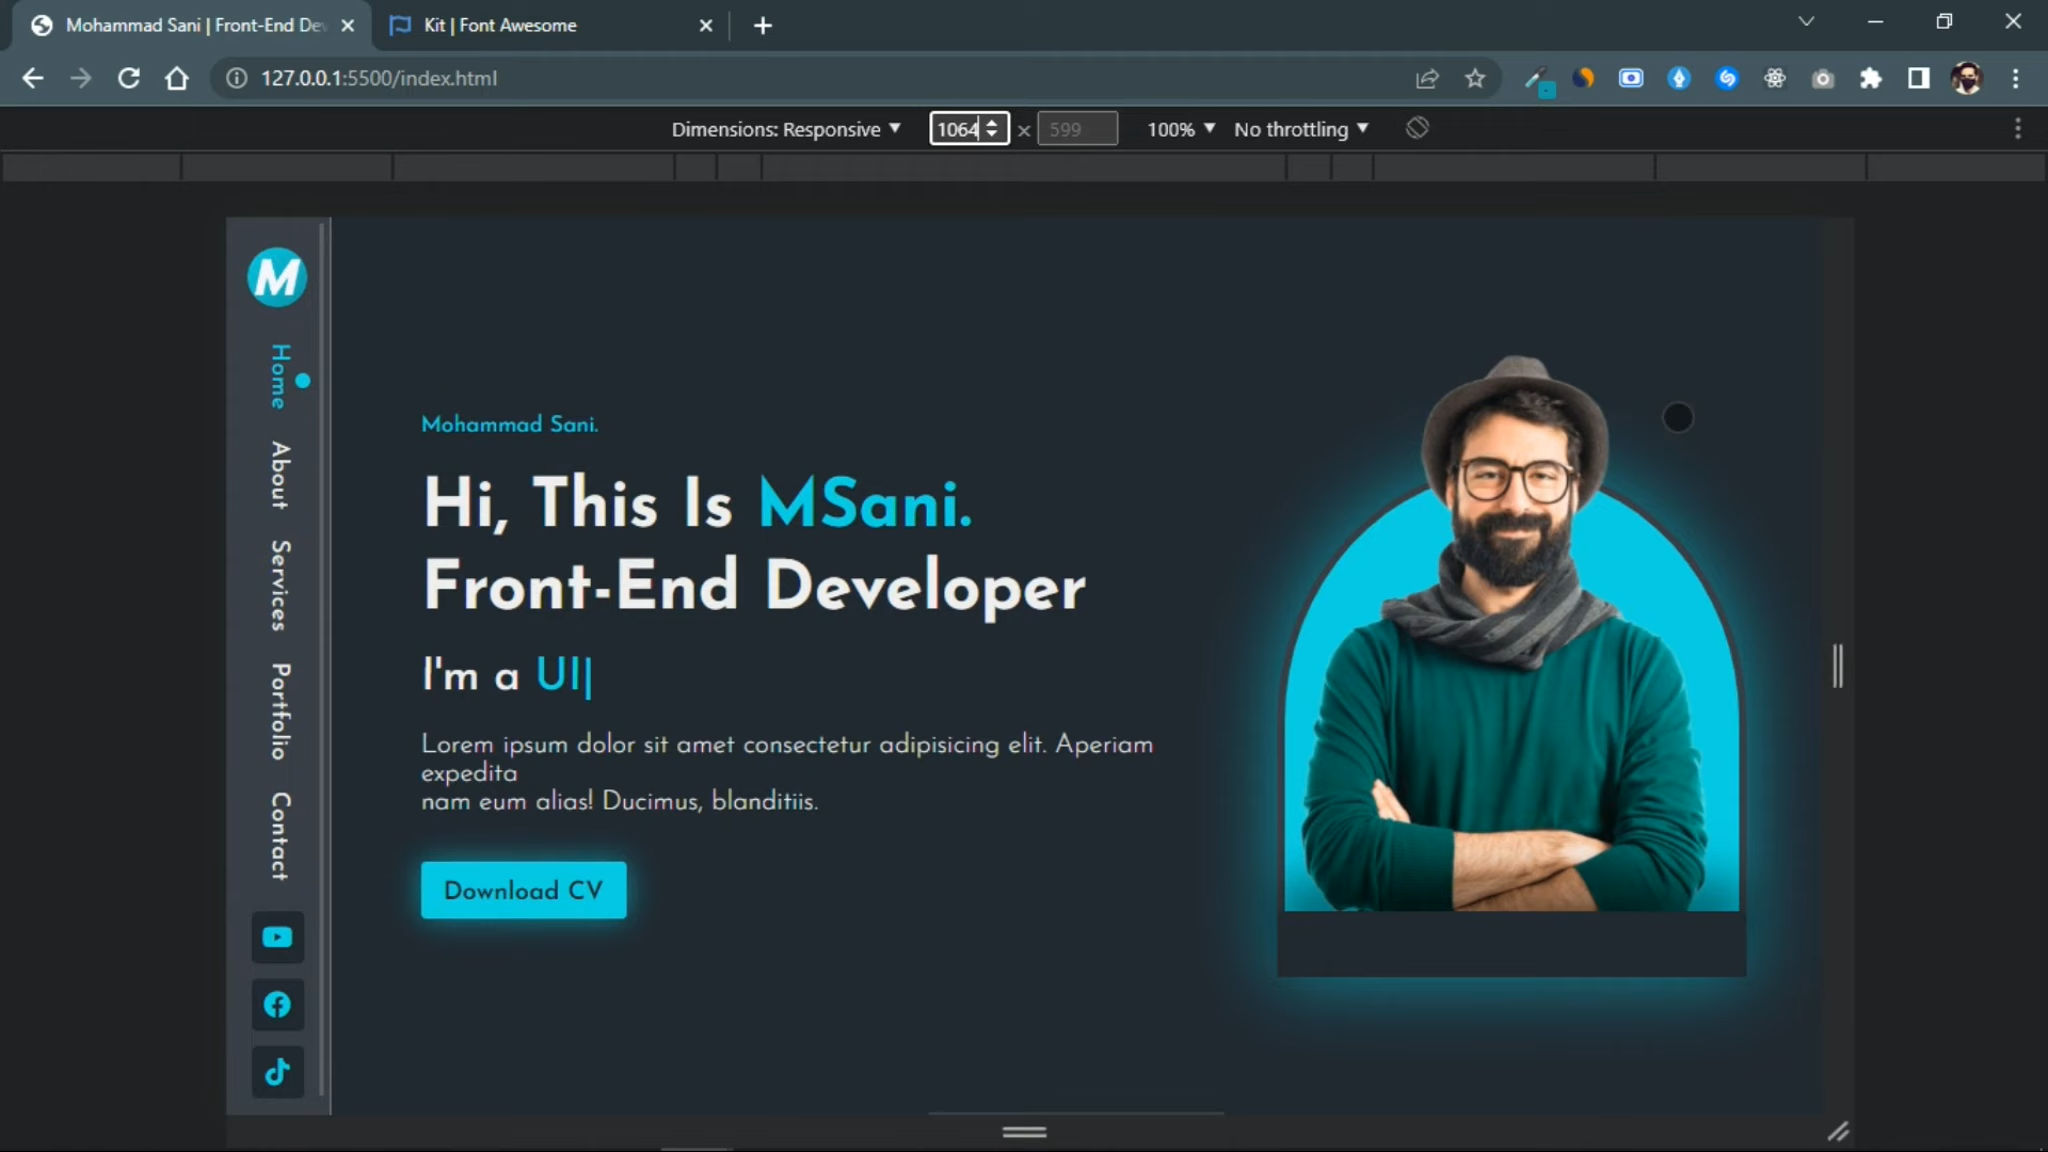 Mohammad Sani | Front-End Dev
Kit | Font Awesome
127.0.0.1:5500/index.html
Dimensions: Responsive
1064
×
599
100%
No throttling
M
Home
About
Services
Portfolio
Contact
Mohammad Sani.
Hi, This Is MSani.
Front-End Developer
I'm a UI|
Lorem ipsum dolor sit amet consectetur adipisicing elit. Aperiam
expedita
nam eum alias! Ducimus, blanditiis.
Download CV